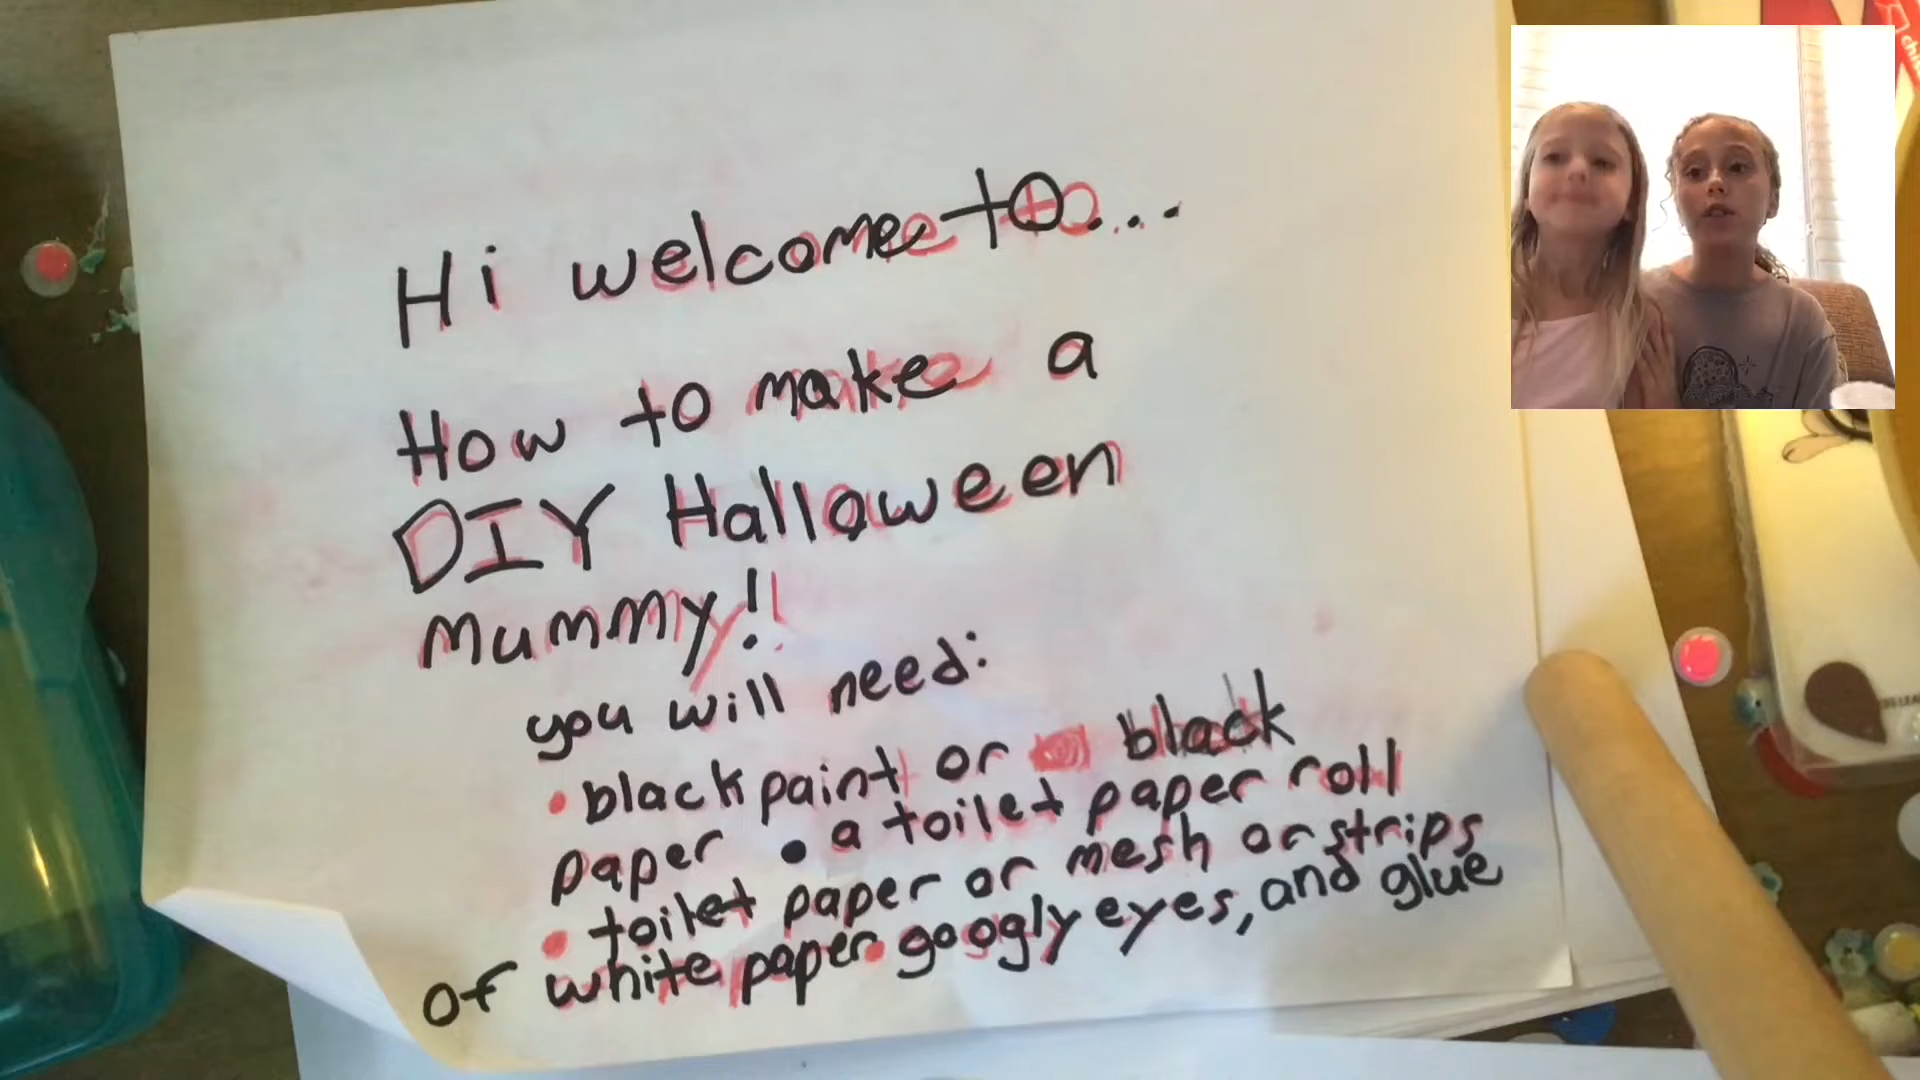 Hi welcome to...
How to make a
DIY Halloween
Mummy!!
you will need:
• black paint or black
paper • a toilet paper roll
• toilet paper or mesh or strips
of white paper • googly eyes, and glue